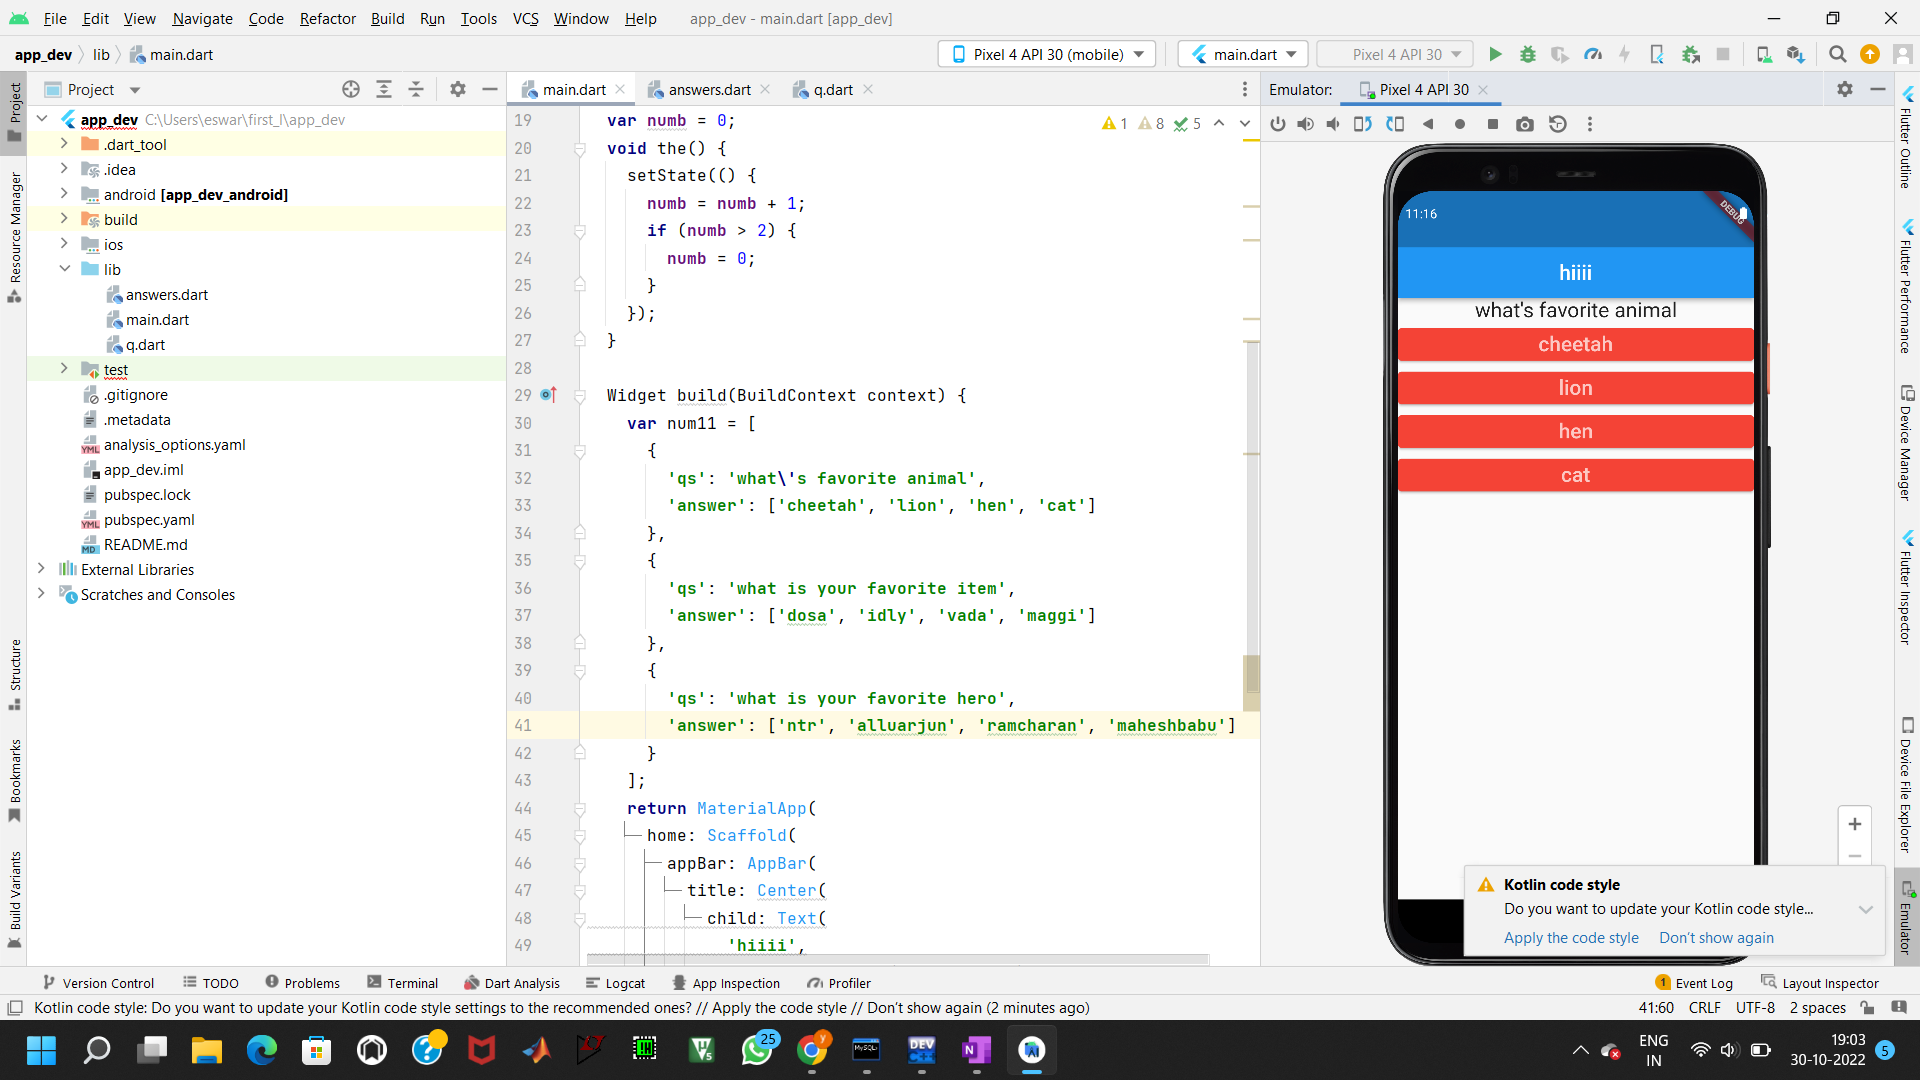 File Edit View Navigate Code Refactor Build Run Tools VCS Window Help app_dev - main.dart [app_dev]
app_dev lib main.dart Pixel 4 API 30 (mobile) main.dart Pixel 4 API 30
Project main.dart answers.dart q.dart Emulator: Pixel 4 API 30
app_dev C:\Users\eswar\first_l\app_dev
.dart_tool
.idea
android [app_dev_android]
build
ios
lib
answers.dart
main.dart
q.dart
test
.gitignore
.metadata
analysis_options.yaml
app_dev.iml
pubspec.lock
pubspec.yaml
README.md
External Libraries
Scratches and Consoles
Project
Resource Manager
Structure
Bookmarks
Build Variants
1 8 5
19 var numb = 0;
20 void the() {
21 setState(() {
22 numb = numb + 1;
23 if (numb > 2) {
24 numb = 0;
25 }
26 });
27 }
28
29 Widget build(BuildContext context) {
30 var num11 = [
31 {
32 'qs': 'what\'s favorite animal',
33 'answer': ['cheetah', 'lion', 'hen', 'cat']
34 },
35 {
36 'qs': 'what is your favorite item',
37 'answer': ['dosa', 'idly', 'vada', 'maggi']
38 },
39 {
40 'qs': 'what is your favorite hero',
41 'answer': ['ntr', 'alluarjun', 'ramcharan', 'maheshbabu']
42 }
43 ];
44 return MaterialApp(
45 home: Scaffold(
46 appBar: AppBar(
47 title: Center(
48 child: Text(
49 'hiiii',
11:16
DEBUG
hiiii
what's favorite animal
cheetah
lion
hen
cat
Flutter Outline
Flutter Performance
Device Manager
Flutter Inspector
Device File Explorer
Emulator
Kotlin code style
Do you want to update your Kotlin code style...
Apply the code style Don't show again
Version Control TODO Problems Terminal Dart Analysis Logcat App Inspection Profiler 1 Event Log Layout Inspector
Kotlin code style: Do you want to update your Kotlin code style settings to the recommended ones? // Apply the code style // Don't show again (2 minutes ago) 41:60 CRLF UTF-8 2 spaces
25 y MySQL DEV C++ N
ENG
IN
19:03
30-10-2022
5